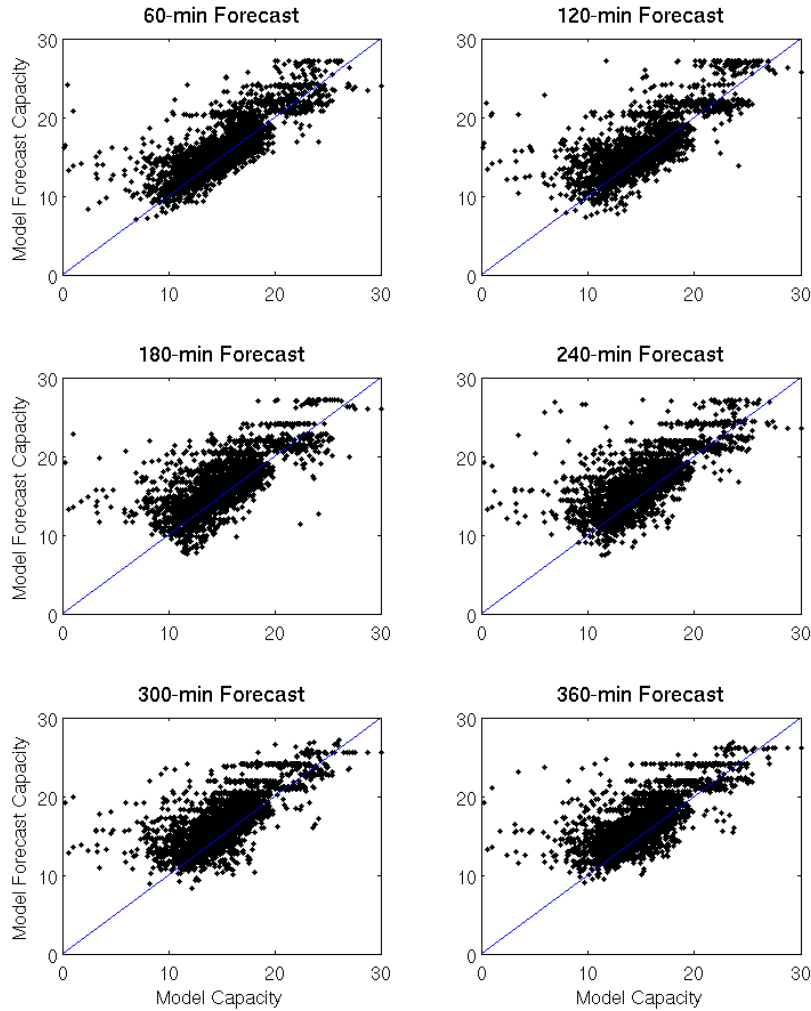 60-min Forecast
120-min Forecast
30
20
10
0
Model Forecast Capacity
0 10 20 30
30
20
10
0
0 10 20 30
180-min Forecast
240-min Forecast
30
20
10
0
Model Forecast Capacity
0 10 20 30
30
20
10
0
0 10 20 30
300-min Forecast
360-min Forecast
30
20
10
0
Model Forecast Capacity
0 10 20 30
Model Capacity
30
20
10
0
0 10 20 30
Model Capacity